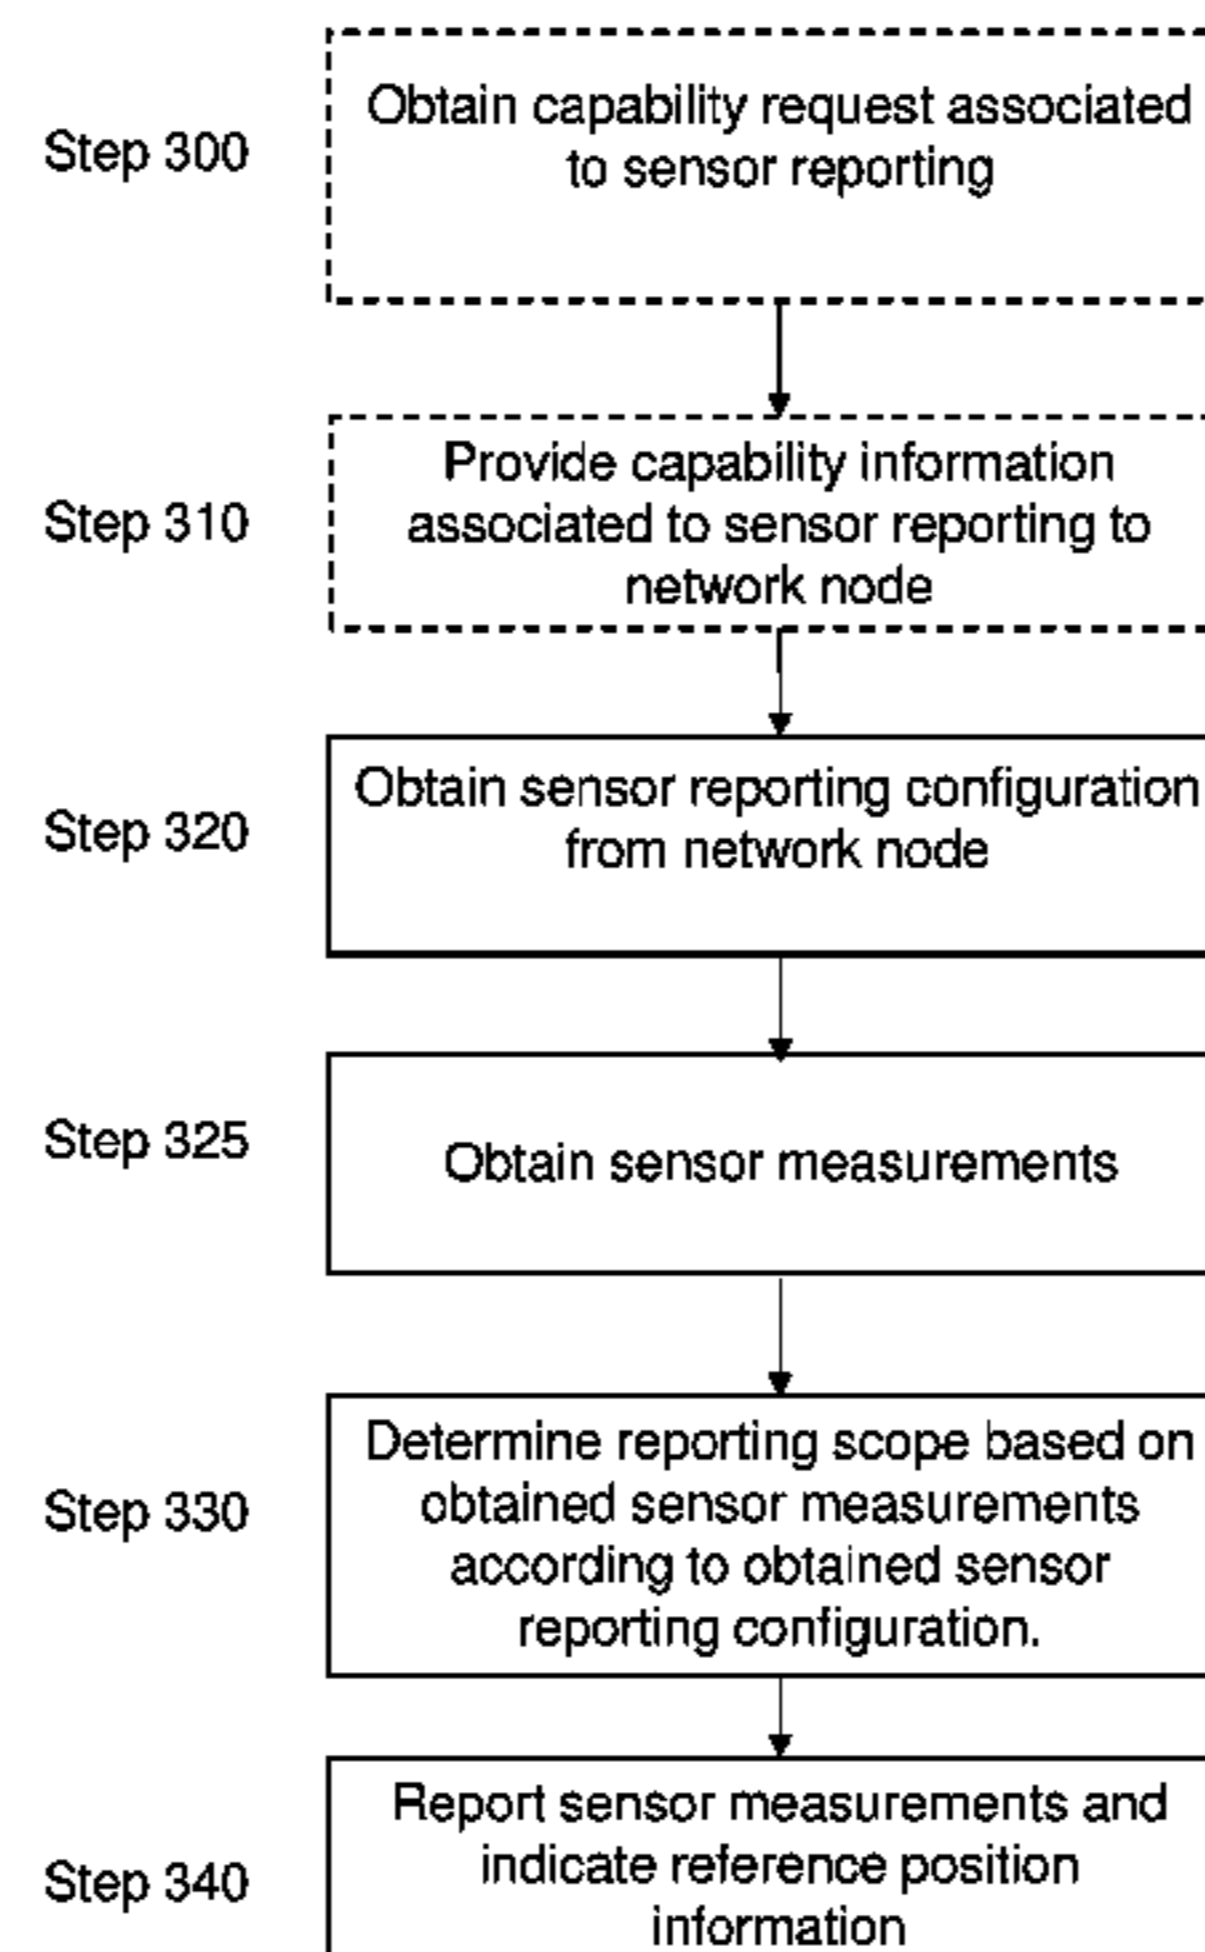 Step 300
Obtain capability request associated
to sensor reporting
Step 310
Provide capability information
associated to sensor reporting to
network node
Step 320
Obtain sensor reporting configuration
from network node
Step 325
Obtain sensor measurements
Step 330
Determine reporting scope based on
obtained sensor measurements
according to obtained sensor
reporting configuration.
Step 340
Report sensor measurements and
indicate reference position
information